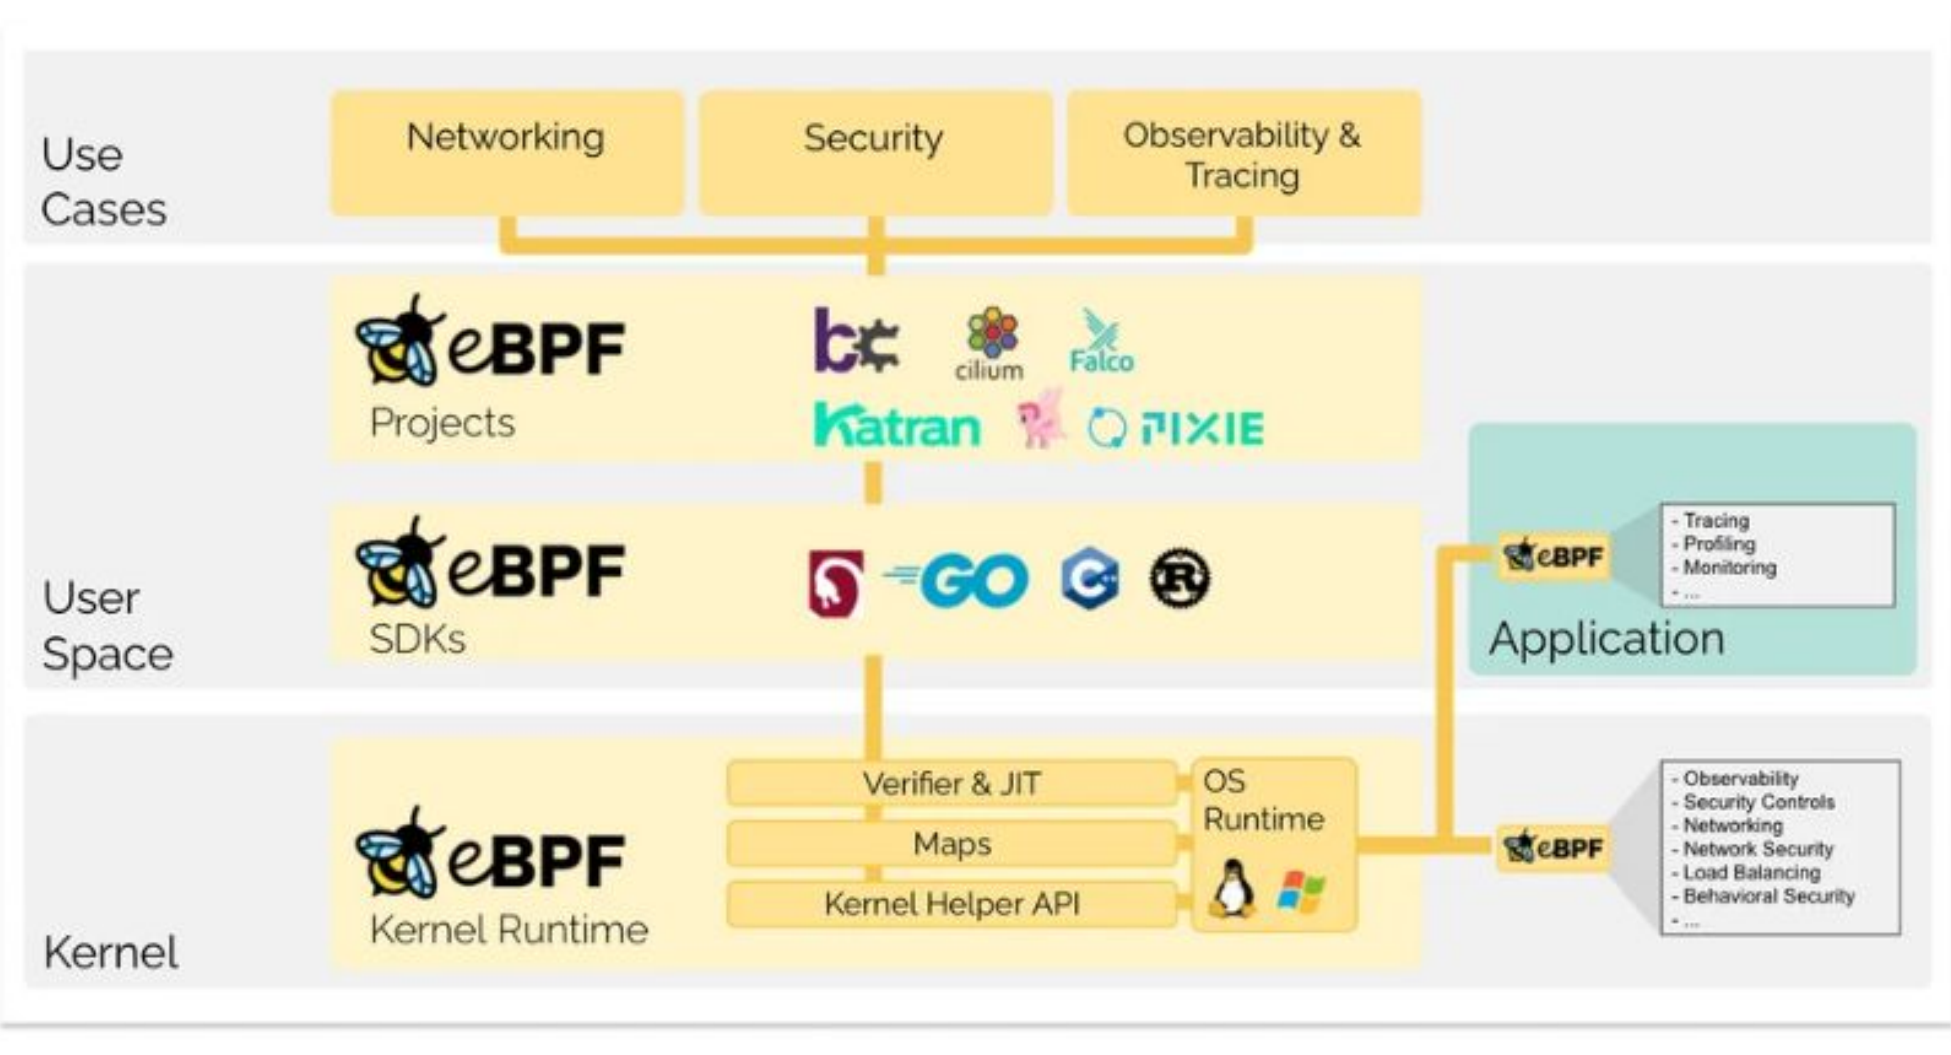 Use
Cases
Networking
Security
Observability &
Tracing
User
Space
eBPF
Projects
bcc
cilium
Falco
Katran
PIXIE
eBPF
SDKs
GO
C++
R
eBPF
- Tracing
- Profiling
- Monitoring
- ...
Application
Kernel
eBPF
Kernel Runtime
Verifier & JIT
Maps
Kernel Helper API
OS
Runtime
eBPF
- Observability
- Security Controls
- Networking
- Network Security
- Load Balancing
- Behavioral Security
- ...